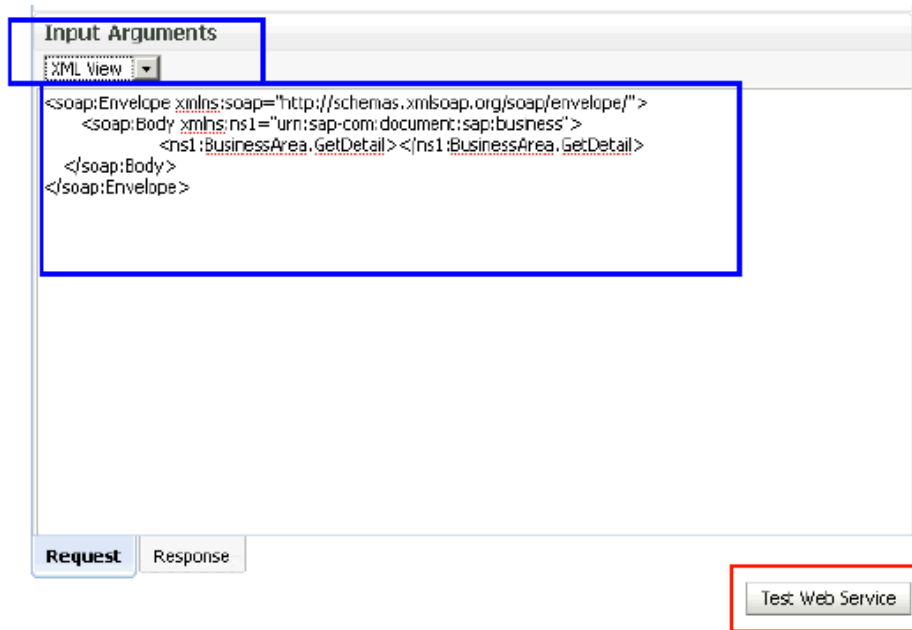 Input Arguments
XML View
<soap:Envelope xmlns:soap="http://schemas.xmlsoap.org/soap/envelope/">
<soap:Body xmlns:ns1="urn:sap-com:document:sap:business">
<ns1:BusinessArea.GetDetail></ns1:BusinessArea.GetDetail>
</soap:Body>
</soap:Envelope>
Request Response
Test Web Service